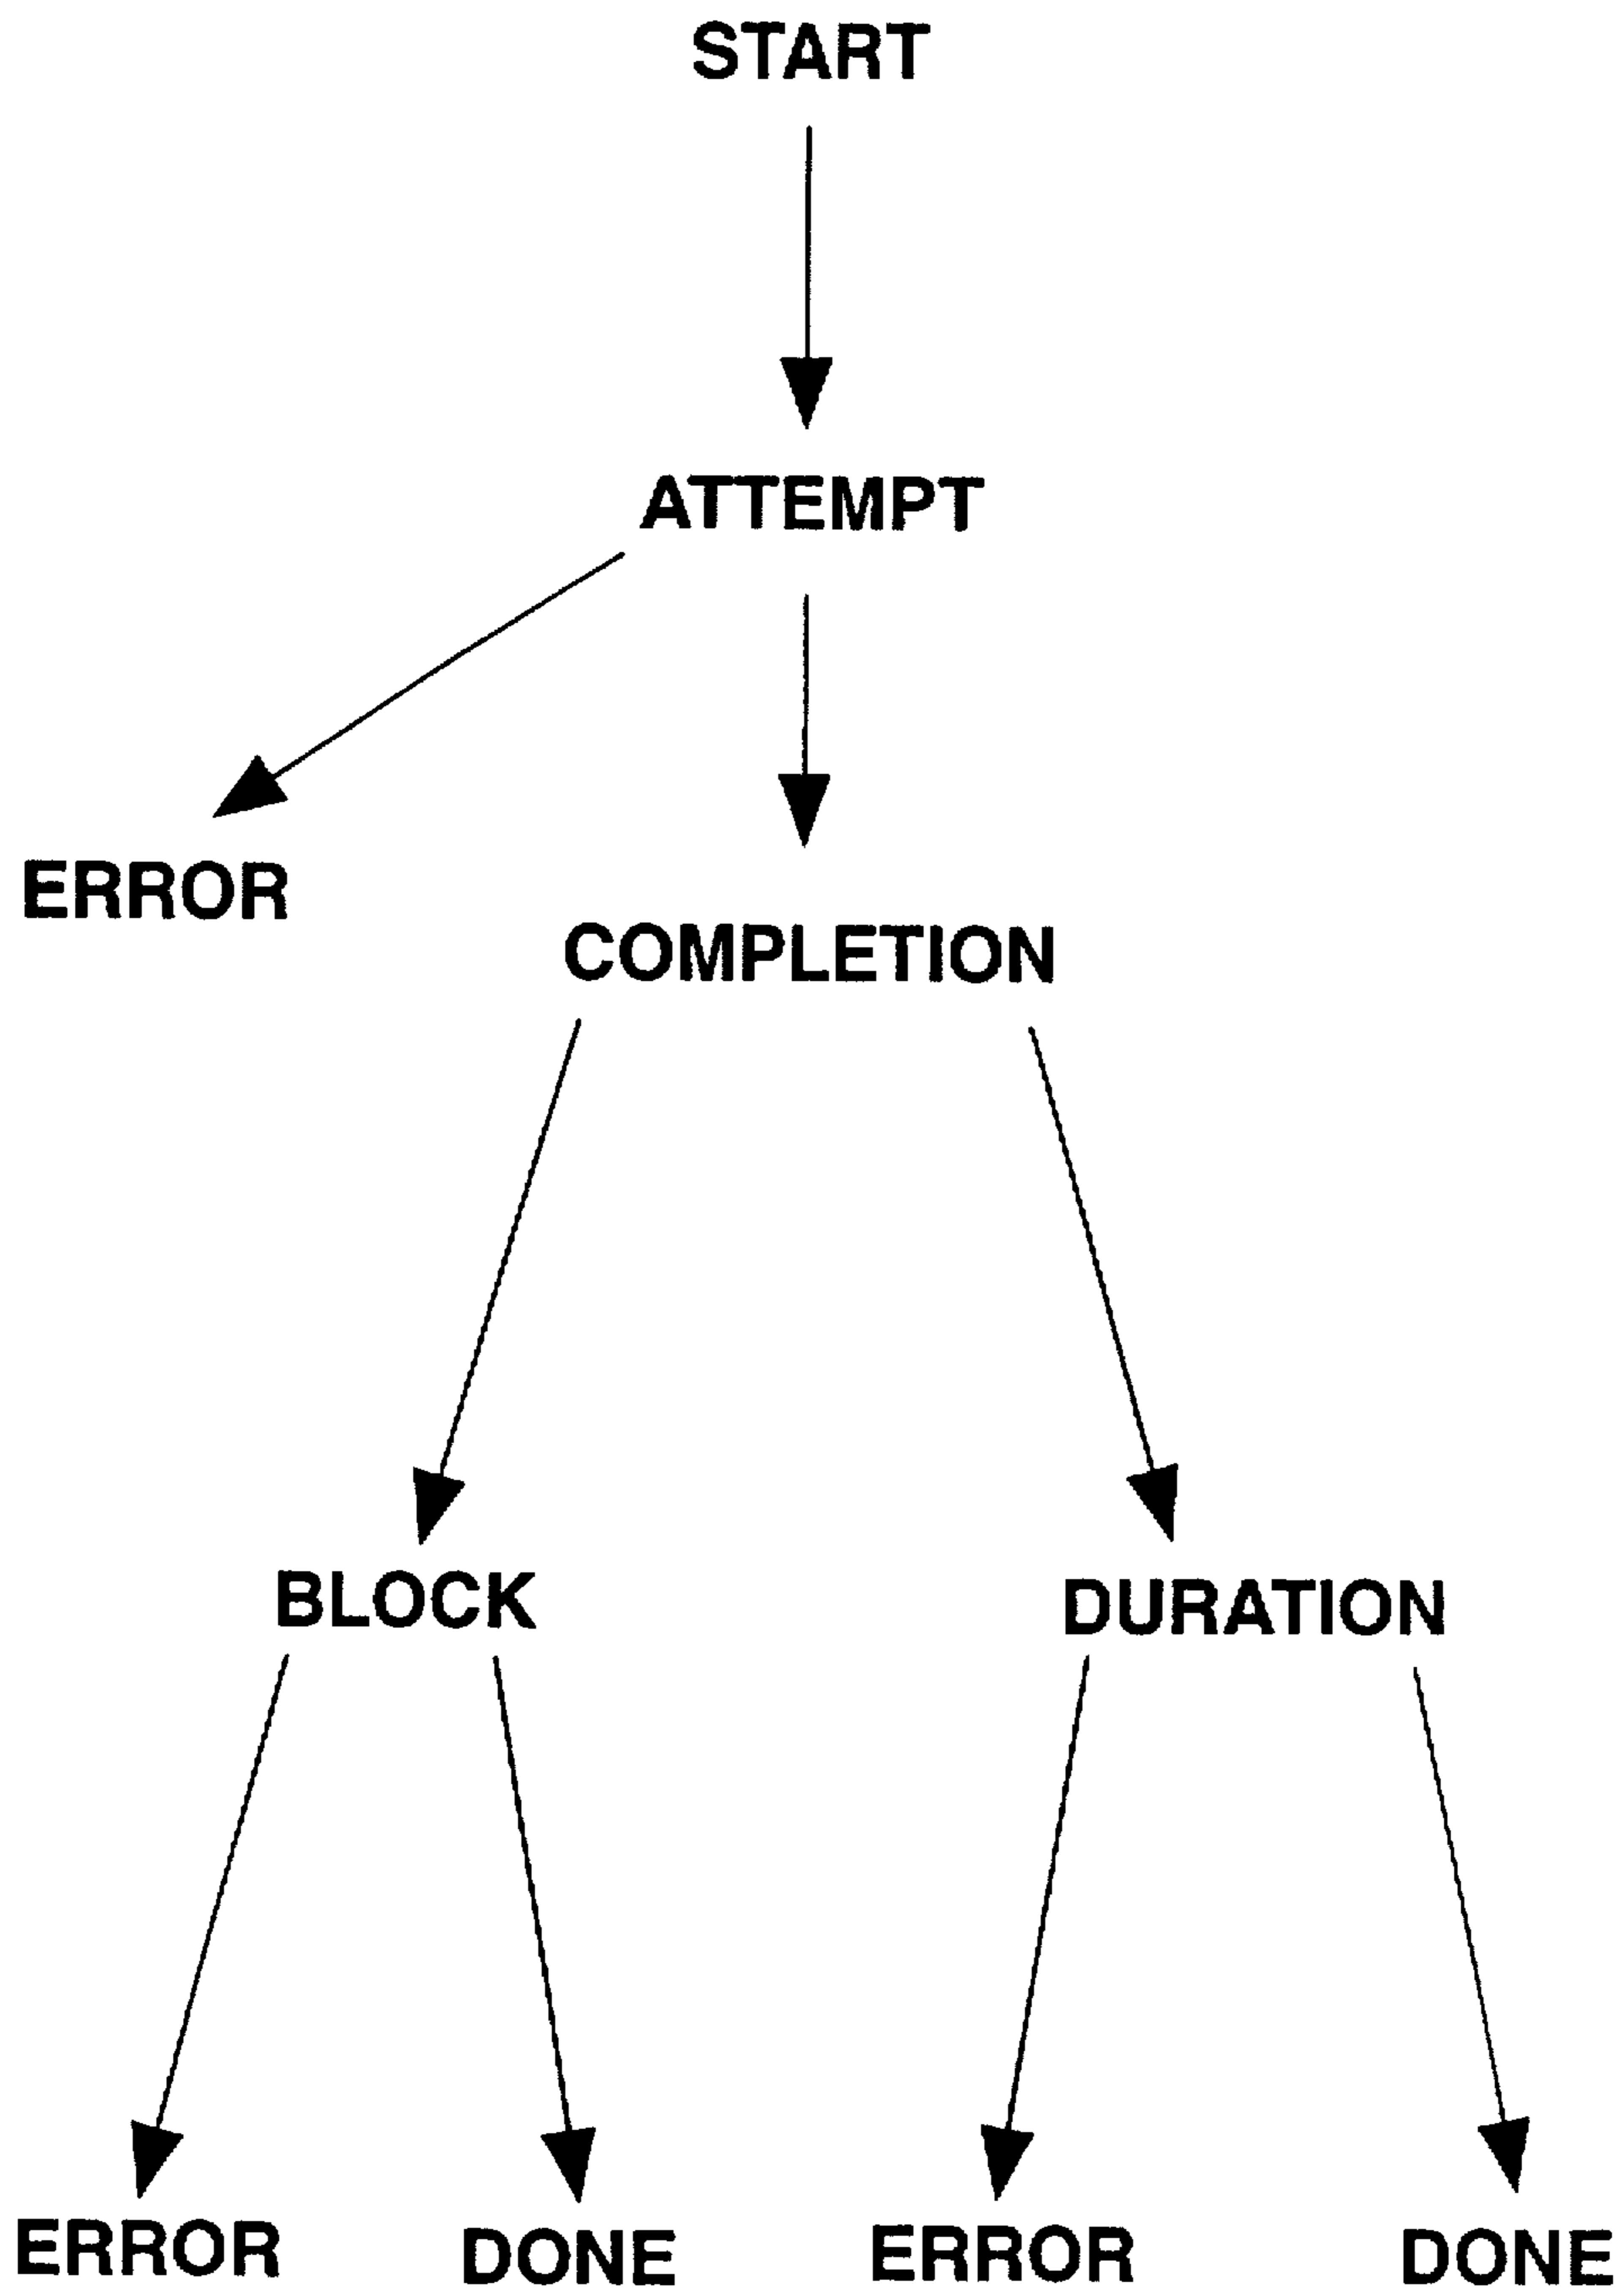 START
ATTEMPT
ERROR
COMPLETION
BLOCK
DURATION
ERROR
DONE
ERROR
DONE